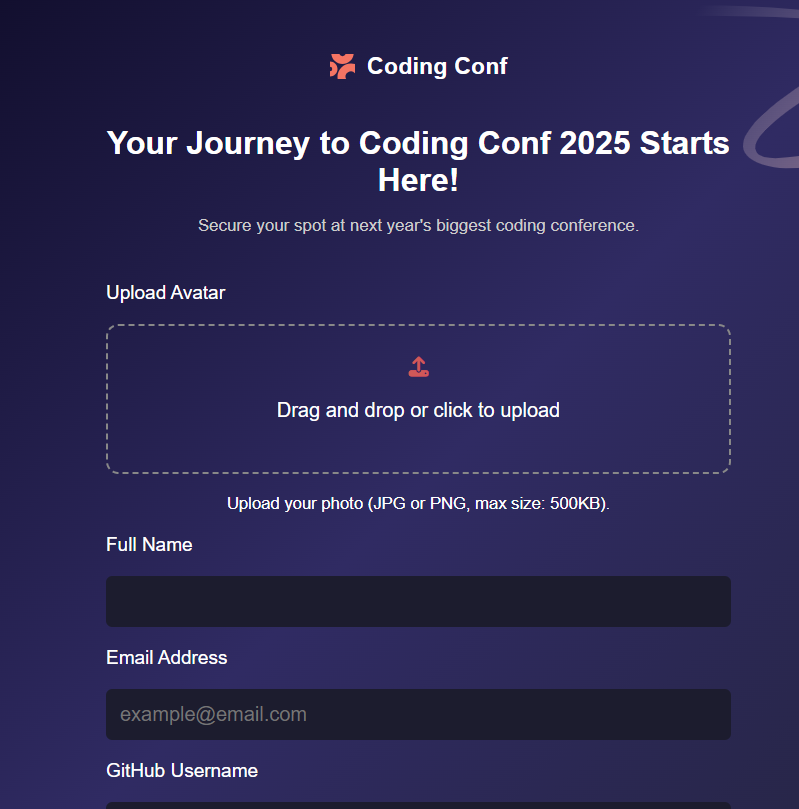 Coding Conf
Your Journey to Coding Conf 2025 Starts
Here!
Secure your spot at next year's biggest coding conference.
Upload Avatar
Drag and drop or click to upload
Upload your photo (JPG or PNG, max size: 500KB).
Full Name
Email Address
example@email.com
GitHub Username